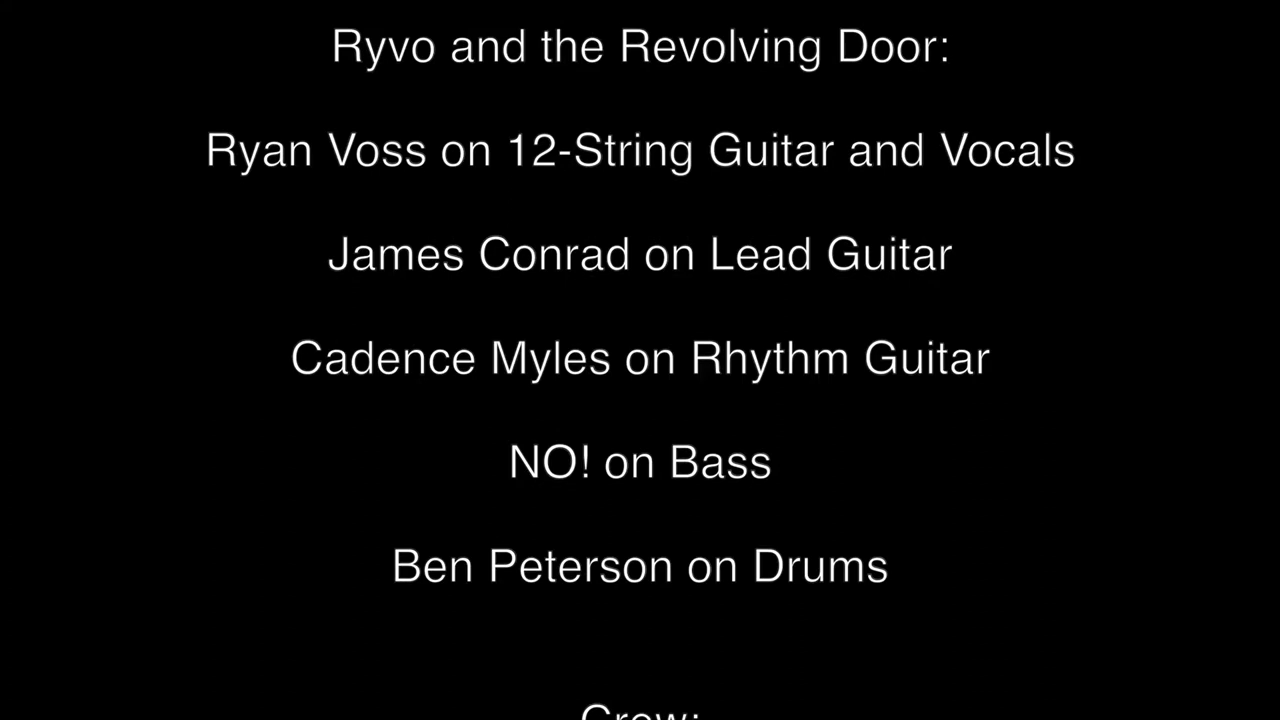 Ryvo and the Revolving Door:
Ryan Voss on 12-String Guitar and Vocals
James Conrad on Lead Guitar
Cadence Myles on Rhythm Guitar
NO! on Bass
Ben Peterson on Drums
Crew: